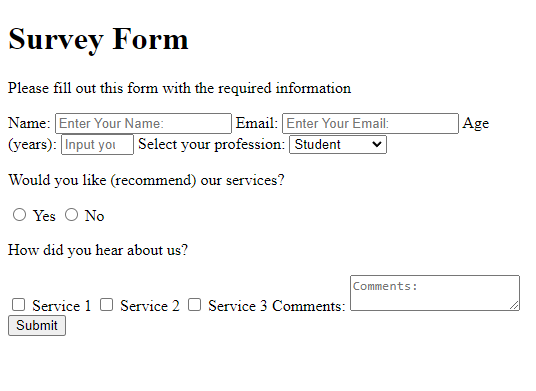 Survey Form
Please fill out this form with the required information
Name: Enter Your Name: Email: Enter Your Email: Age
(years): Input you Select your profession: Student
Would you like (recommend) our services?
Yes No
How did you hear about us?
Comments:
Service 1 Service 2 Service 3 Comments:
Submit